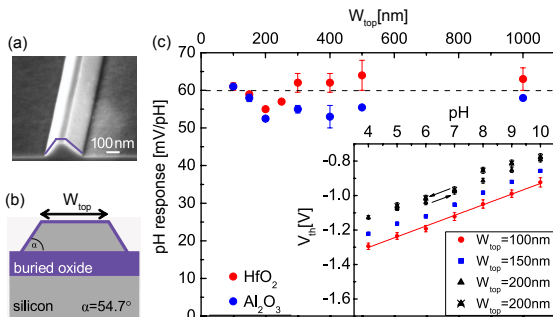 (a)
100nm
(b)
W_top
α
buried oxide
silicon α=54.7°
(c)
W_top[nm]
0 200 400 600 800 1000
pH response [mV/pH]
70
60
50
40
30
20
10
0
HfO₂
Al₂O₃
pH
4 5 6 7 8 9 10
V_th[V]
-0.8
-1.0
-1.2
-1.4
-1.6
W_top=100nm
W_top=150nm
W_top=200nm
W_top=200nm